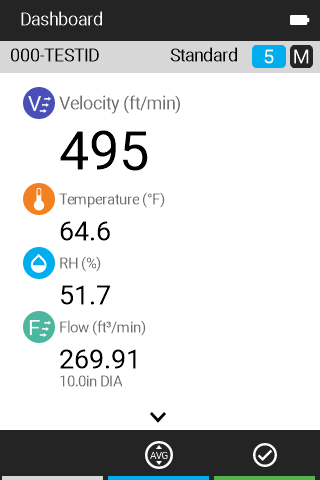 Dashboard
000-TESTID Standard 5 M
V Velocity (ft/min)
495
Temperature (°F)
64.6
RH (%)
51.7
F Flow (ft³/min)
269.91
10.0in DIA
AVG